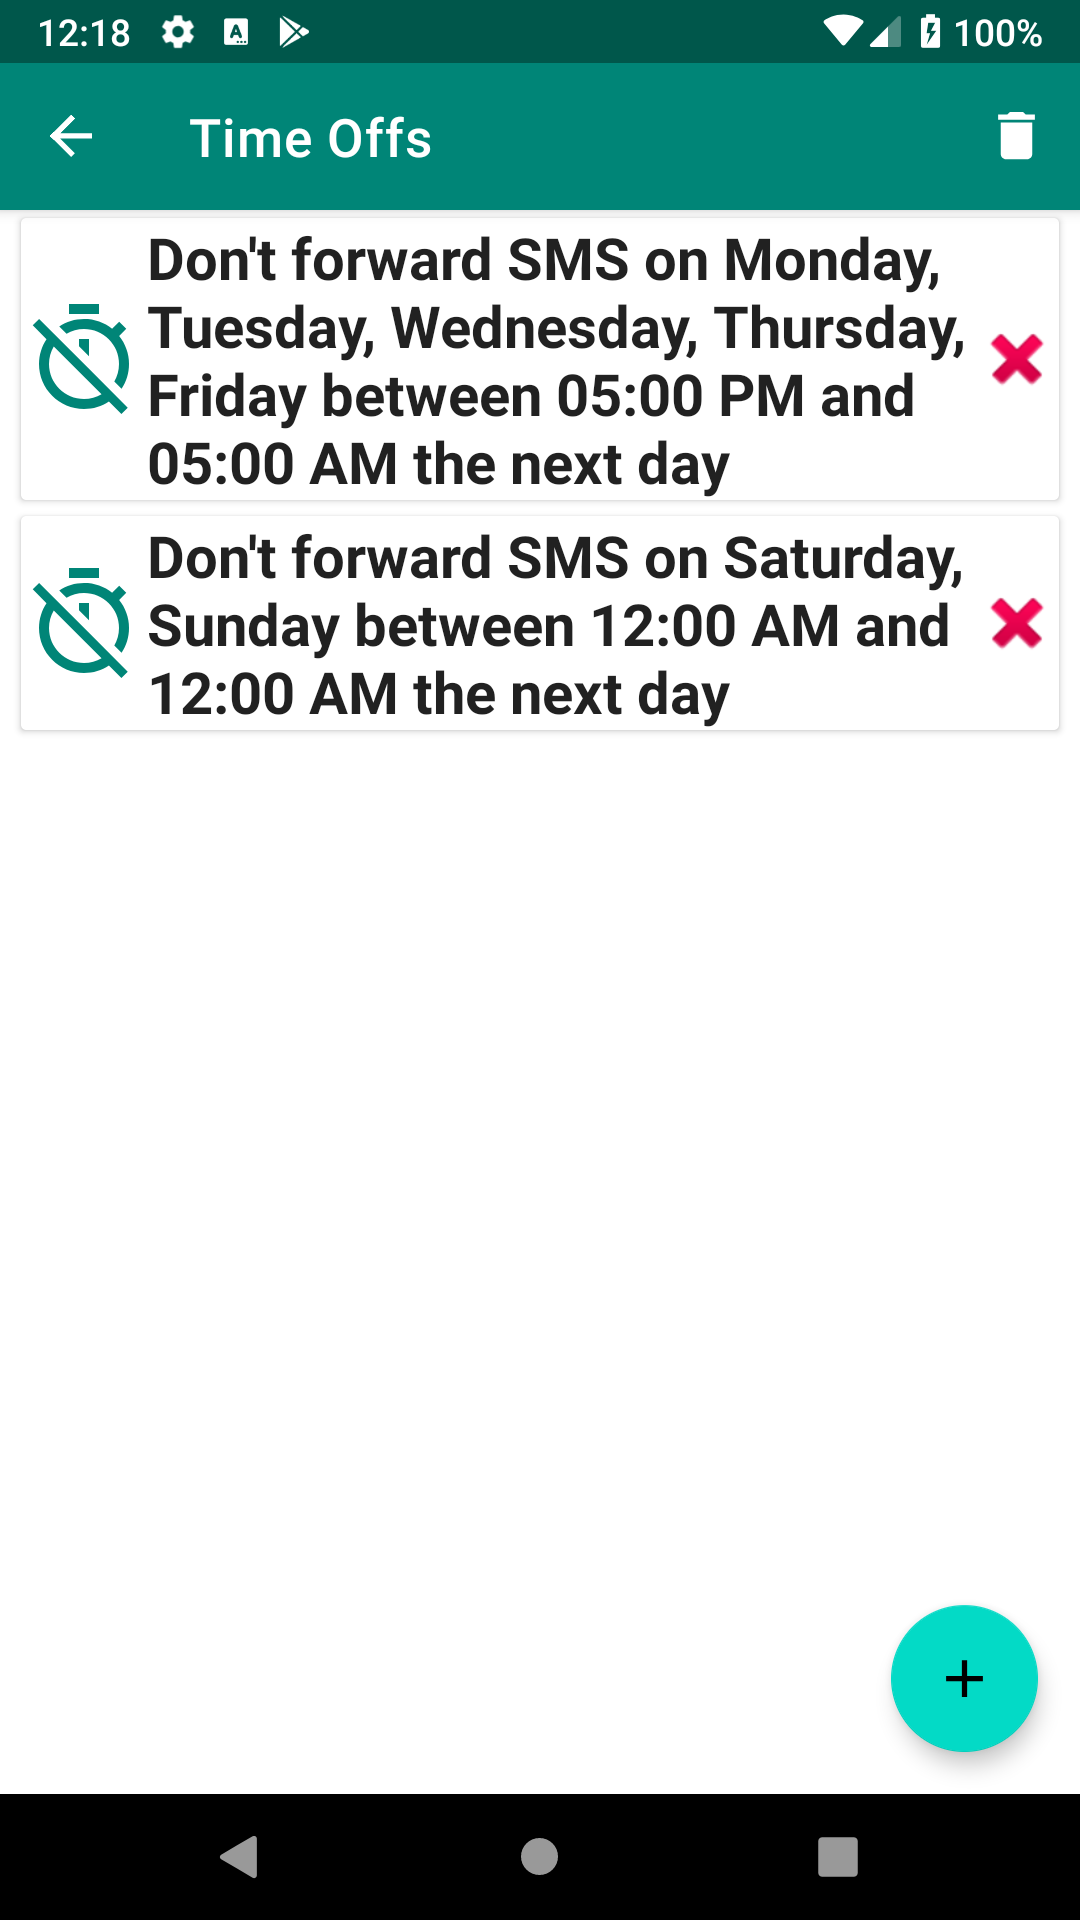 12:18 100%
Time Offs
Don't forward SMS on Monday,
Tuesday, Wednesday, Thursday,
Friday between 05:00 PM and
05:00 AM the next day
Don't forward SMS on Saturday,
Sunday between 12:00 AM and
12:00 AM the next day